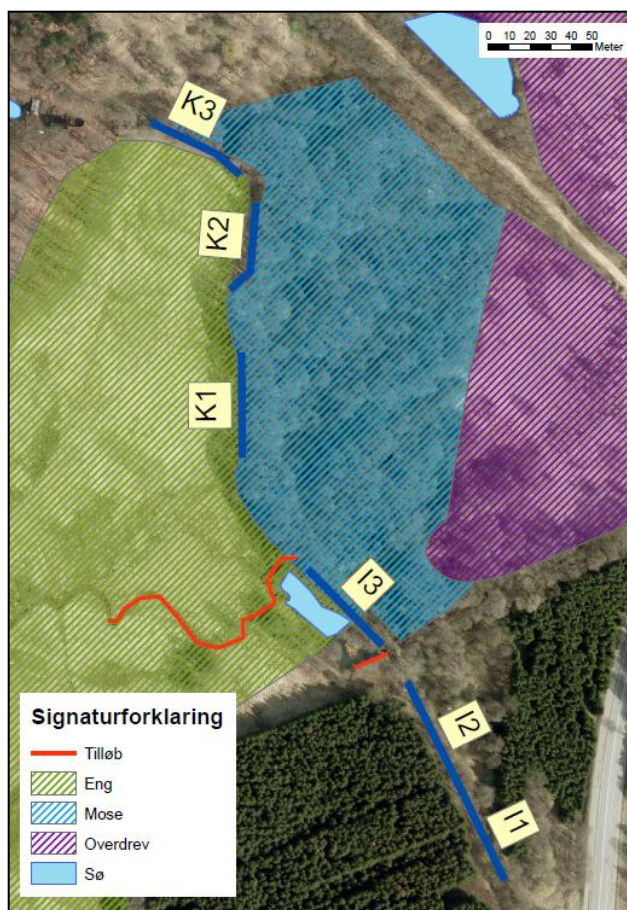 0 10 20 30 40 50
Meter
K3
K2
K1
I3
I2
I1
Signaturforklaring
Tilløb
Eng
Mose
Overdrev
Sø